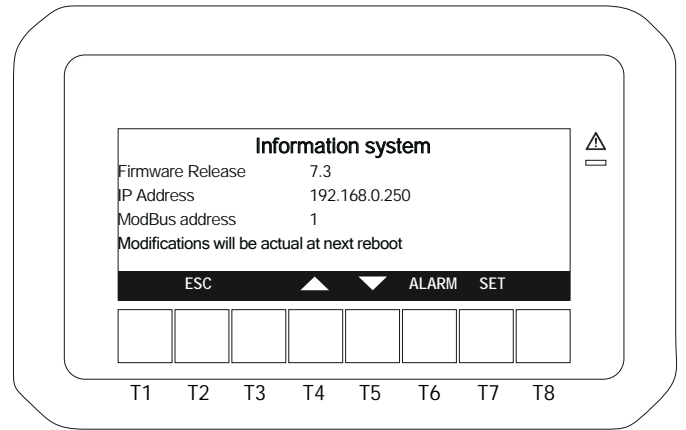 Information system
Firmware Release 7.3
IP Address 192.168.0.250
ModBus address 1
Modifications will be actual at next reboot
ESC ALARM SET
T1 T2 T3 T4 T5 T6 T7 T8